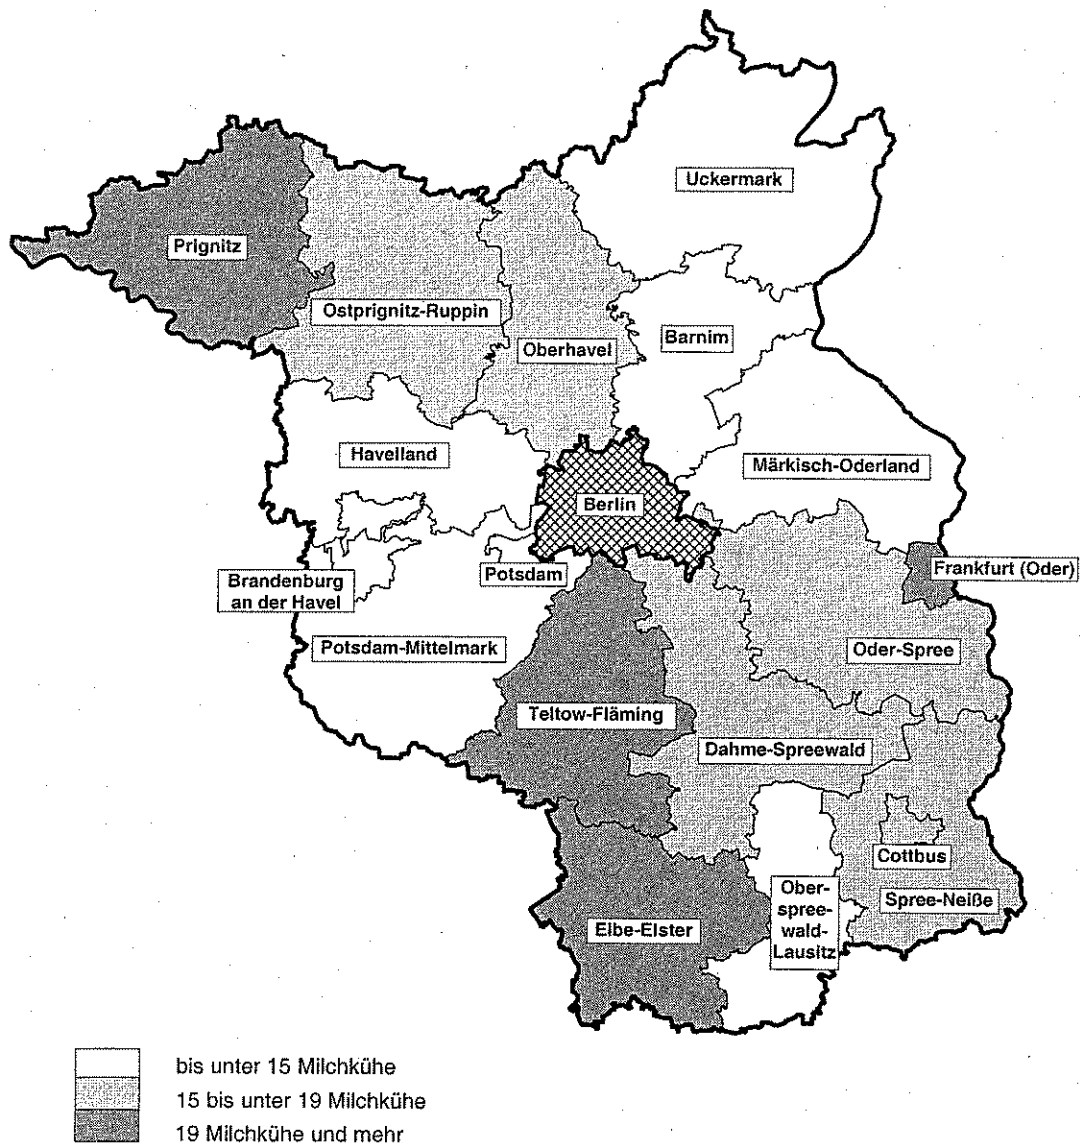 Uckermark
Prignitz
Ostprignitz-Ruppin
Barnim
Oberhavel
Havelland
Märkisch-Oderland
Berlin
Frankfurt (Oder)
Potsdam
Brandenburg
an der Havel
Potsdam-Mittelmark
Oder-Spree
Teltow-Fläming
Dahme-Spreewald
Cottbus
Spree-Neiße
Ober-
spree-
wald-
Lausitz
Elbe-Elster
bis unter 15 Milchkühe
15 bis unter 19 Milchkühe
19 Milchkühe und mehr